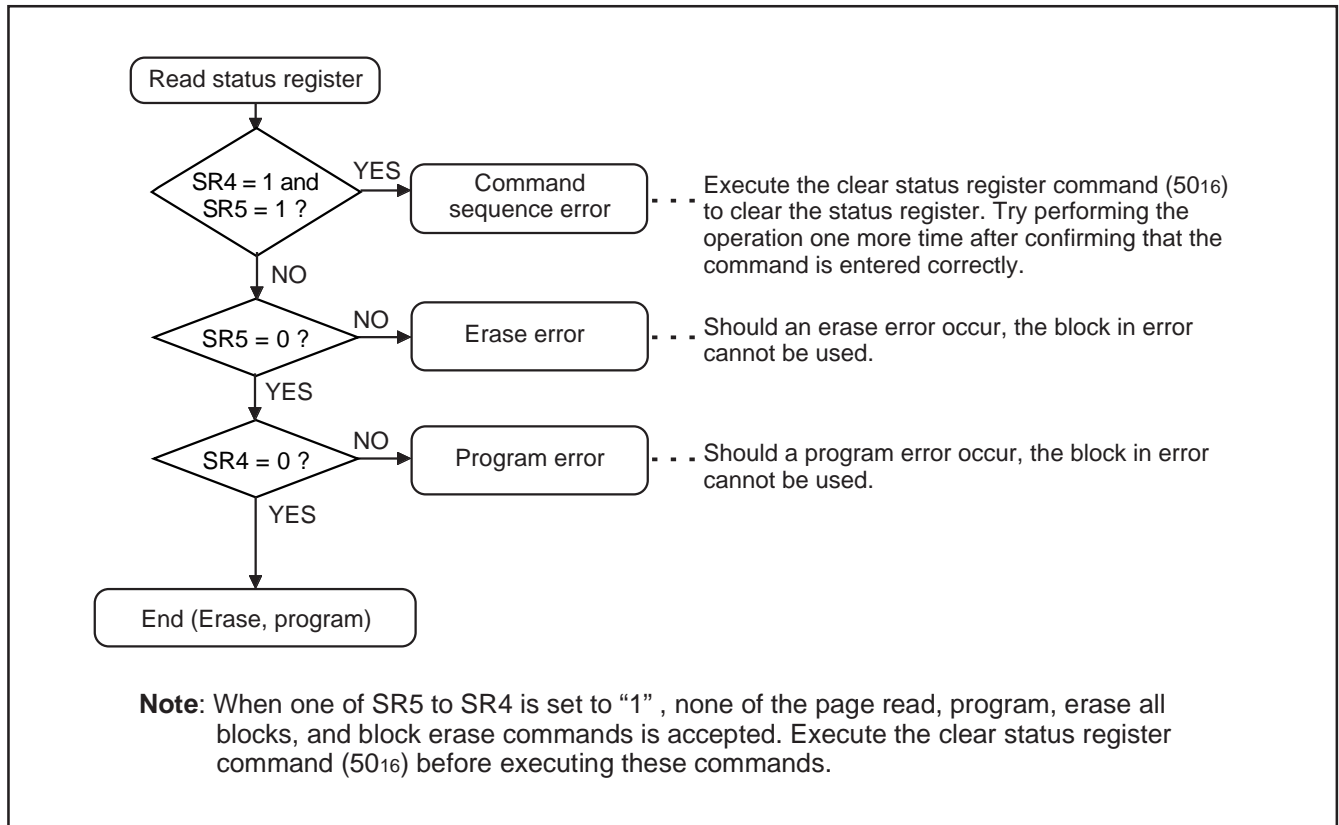 Read status register
SR4 = 1 and
SR5 = 1 ?
YES
Command
sequence error
Execute the clear status register command (5016)
to clear the status register. Try performing the
operation one more time after confirming that the
command is entered correctly.
NO
SR5 = 0 ?
NO
Erase error
Should an erase error occur, the block in error
cannot be used.
YES
SR4 = 0 ?
NO
Program error
Should a program error occur, the block in error
cannot be used.
YES
End (Erase, program)
Note: When one of SR5 to SR4 is set to “1” , none of the page read, program, erase all
blocks, and block erase commands is accepted. Execute the clear status register
command (5016) before executing these commands.